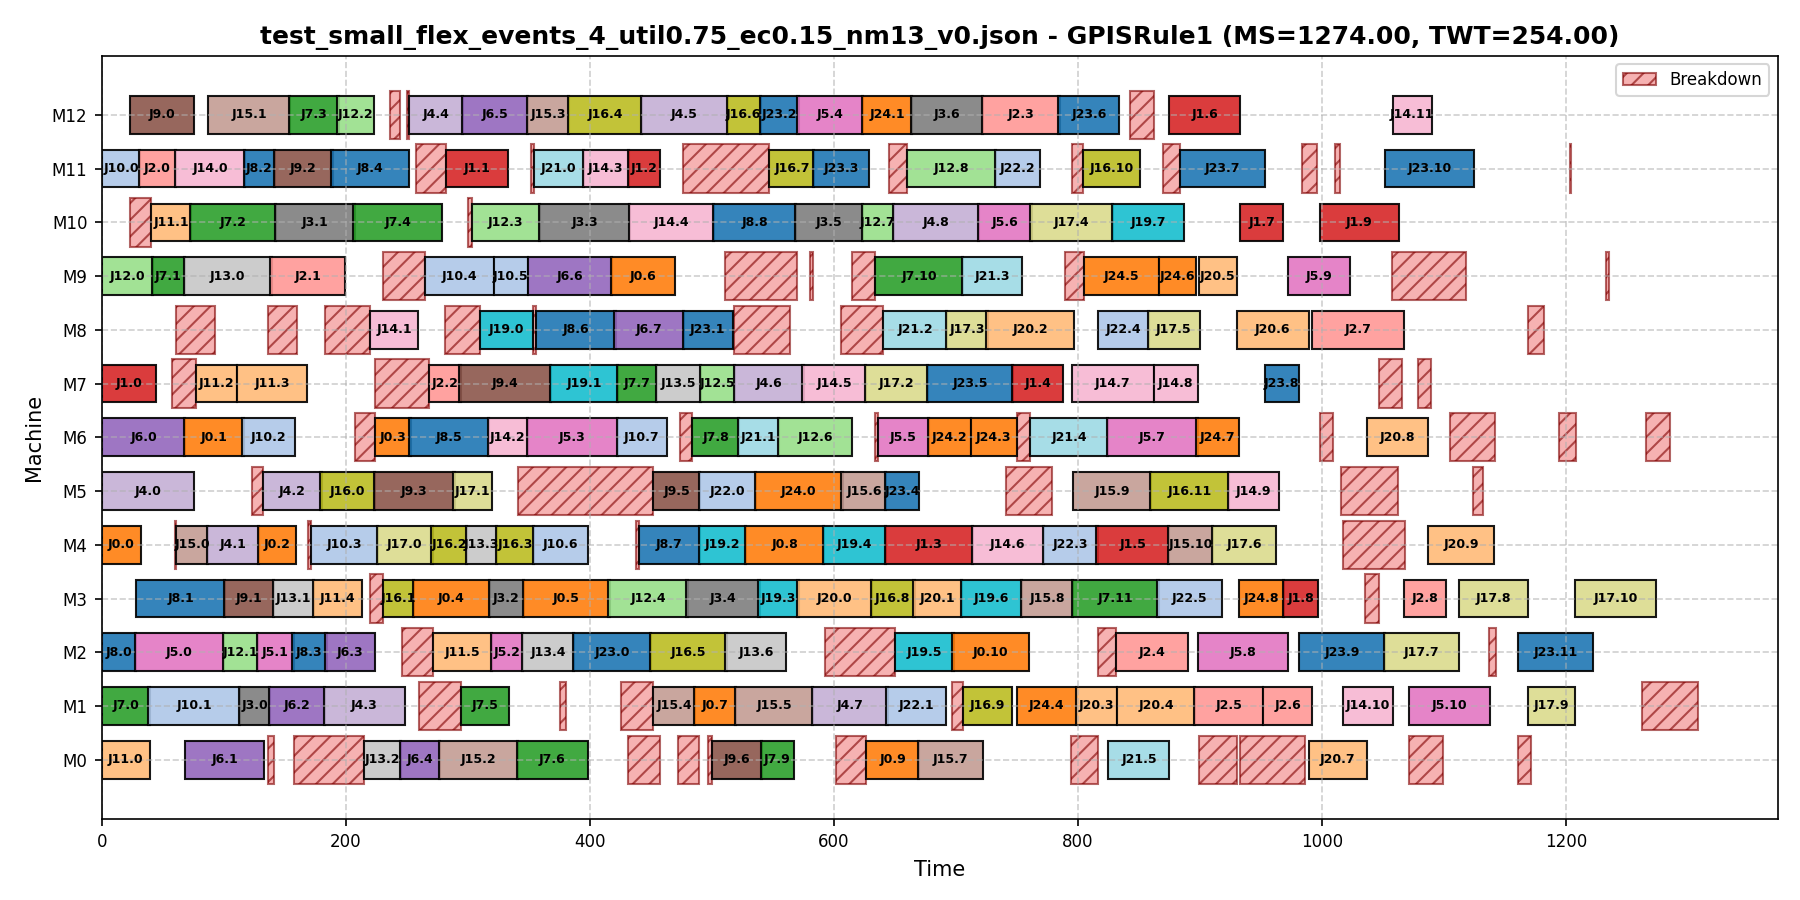 test_small_flex_events_4_util0.75_ec0.15_nm13_v0.json - GPISRule1 (MS=1274.00, TWT=254.00)
Breakdown
M12 J9.0 J15.1 J7.3 J12.2 J4.4 J6.5 J15.3 J16.4 J4.5 J16.6 J23.2 J5.4 J24.1 J3.6 J2.3 J23.6 J1.6 J14.11
M11 J10.0 J2.0 J14.0 J8.2 J9.2 J8.4 J1.1 J21.0 J14.3 J1.2 J16.7 J23.3 J12.8 J22.2 J16.10 J23.7 J23.10
M10 J11.1 J7.2 J3.1 J7.4 J12.3 J3.3 J14.4 J8.8 J3.5 J12.7 J4.8 J5.6 J17.4 J19.7 J1.7 J1.9
M9 J12.0 J7.1 J13.0 J2.1 J10.4 J10.5 J6.6 J0.6 J7.10 J21.3 J24.5 J24.6 J20.5 J5.9
M8 J14.1 J19.0 J8.6 J6.7 J23.1 J21.2 J17.3 J20.2 J22.4 J17.5 J20.6 J2.7
M7 J1.0 J11.2 J11.3 J2.2 J9.4 J19.1 J7.7 J13.5 J12.5 J4.6 J14.5 J17.2 J23.5 J1.4 J14.7 J14.8 J23.8
M6 J6.0 J0.1 J10.2 J0.3 J8.5 J14.2 J5.3 J10.7 J7.8 J21.1 J12.6 J5.5 J24.2 J24.3 J21.4 J5.7 J24.7 J20.8
M5 J4.0 J4.2 J16.0 J9.3 J17.1 J9.5 J22.0 J24.0 J15.6 J23.4 J15.9 J16.11 J14.9
M4 J0.0 J15.0 J4.1 J0.2 J10.3 J17.0 J16.2 J13.3 J16.3 J10.6 J8.7 J19.2 J0.8 J19.4 J1.3 J14.6 J22.3 J1.5 J15.10 J17.6 J20.9
M3 J8.1 J9.1 J13.1 J11.4 J16.1 J0.4 J3.2 J0.5 J12.4 J3.4 J19.3 J20.0 J16.8 J20.1 J19.6 J15.8 J7.11 J22.5 J24.8 J1.8 J2.8 J17.8 J17.10
M2 J8.0 J5.0 J12.1 J5.1 J8.3 J6.3 J11.5 J5.2 J13.4 J23.0 J16.5 J13.6 J19.5 J0.10 J2.4 J5.8 J23.9 J17.7 J23.11
M1 J7.0 J10.1 J3.0 J6.2 J4.3 J7.5 J15.4 J0.7 J15.5 J4.7 J22.1 J16.9 J24.4 J20.3 J20.4 J2.5 J2.6 J14.10 J5.10 J17.9
M0 J11.0 J6.1 J13.2 J6.4 J15.2 J7.6 J9.6 J7.9 J0.9 J15.7 J21.5 J20.7
0 200 400 600 800 1000 1200
Time
Machine